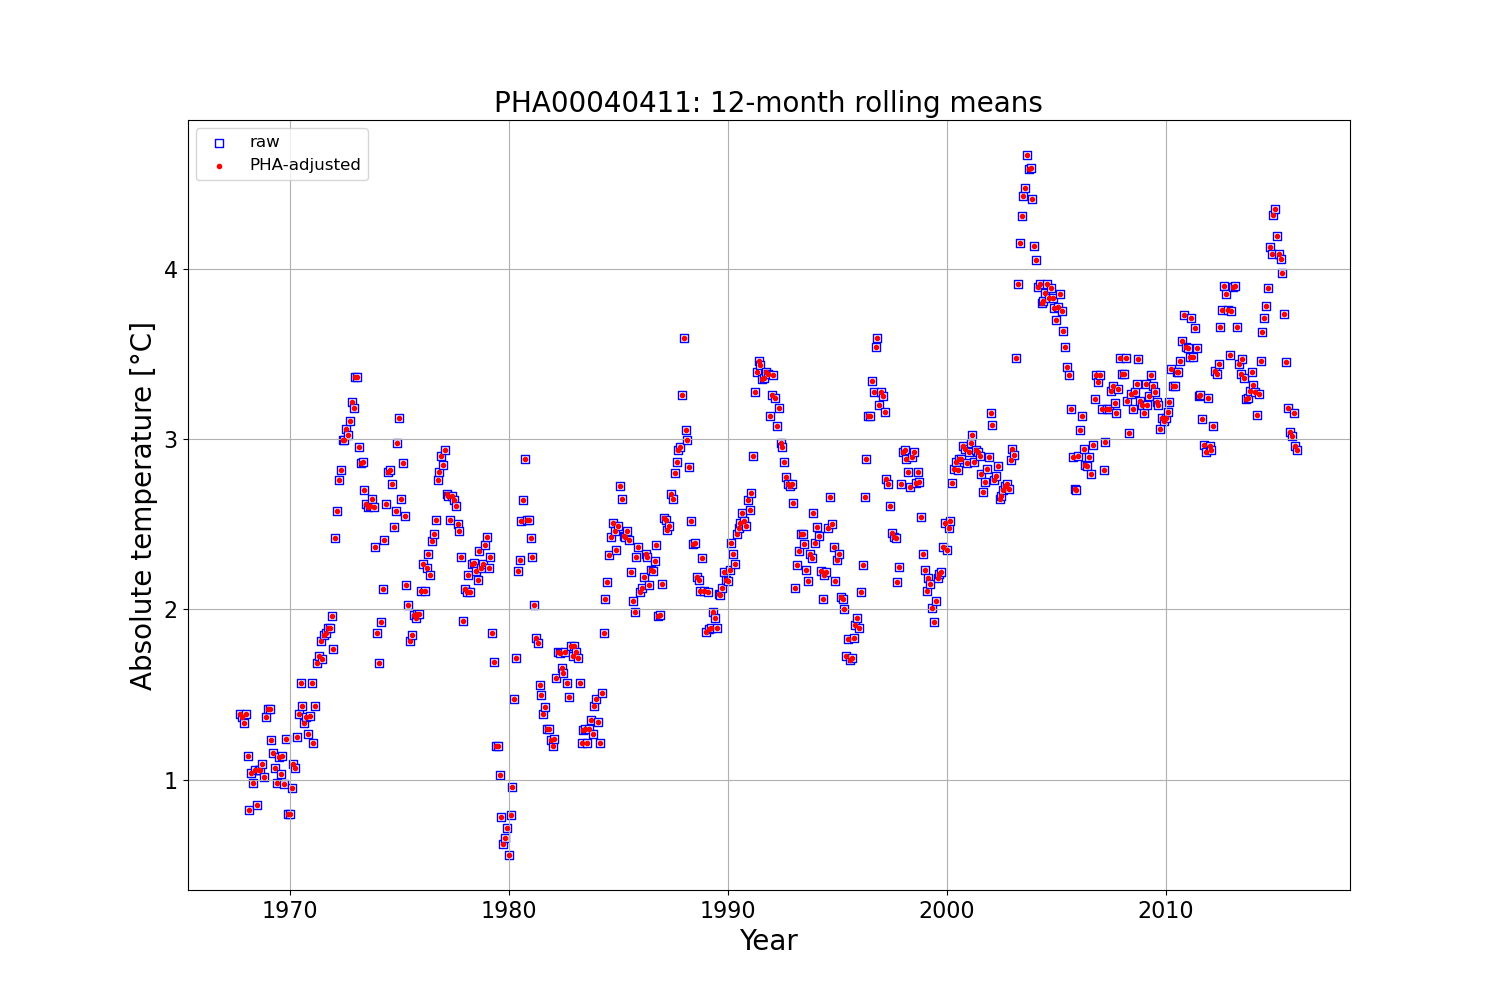 PHA00040411: 12-month rolling means
raw
PHA-adjusted
Absolute temperature [°C]
4
3
2
1
1970 1980 1990 2000 2010
Year